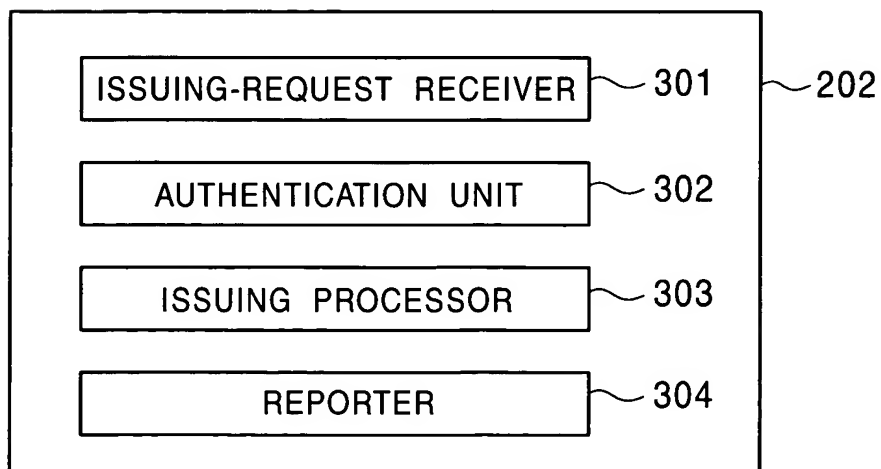 ISSUING-REQUEST RECEIVER 301
202
AUTHENTICATION UNIT 302
ISSUING PROCESSOR 303
REPORTER 304